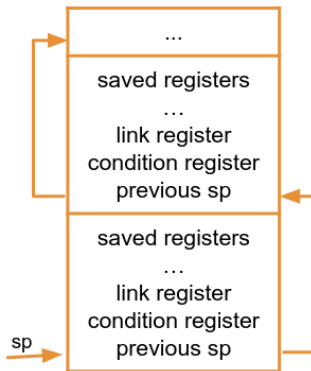 ...
saved registers
...
link register
condition register
previous sp
saved registers
...
link register
condition register
sp
previous sp